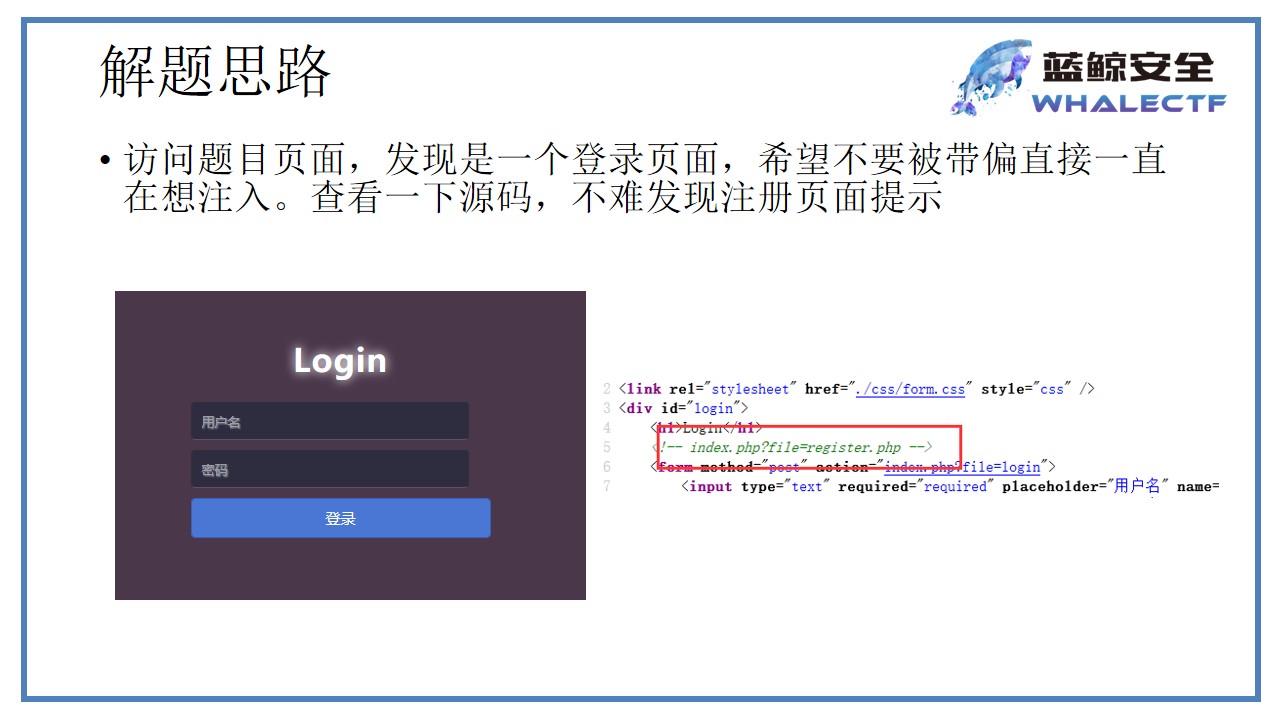 解题思路
蓝鲸安全
WHALECTF
• 访问题目页面，发现是一个登录页面，希望不要被带偏直接一直
在想注入。查看一下源码，不难发现注册页面提示
Login
用户名
密码
登录
2 <link rel="stylesheet" href="./css/form.css" style="css" />
3 <div id="login">
4 <h1>Login</h1>
5 <!-- index.php?file=register.php -->
6 <form method="post" action="index.php?file=login">
7 <input type="text" required="required" placeholder="用户名" name=